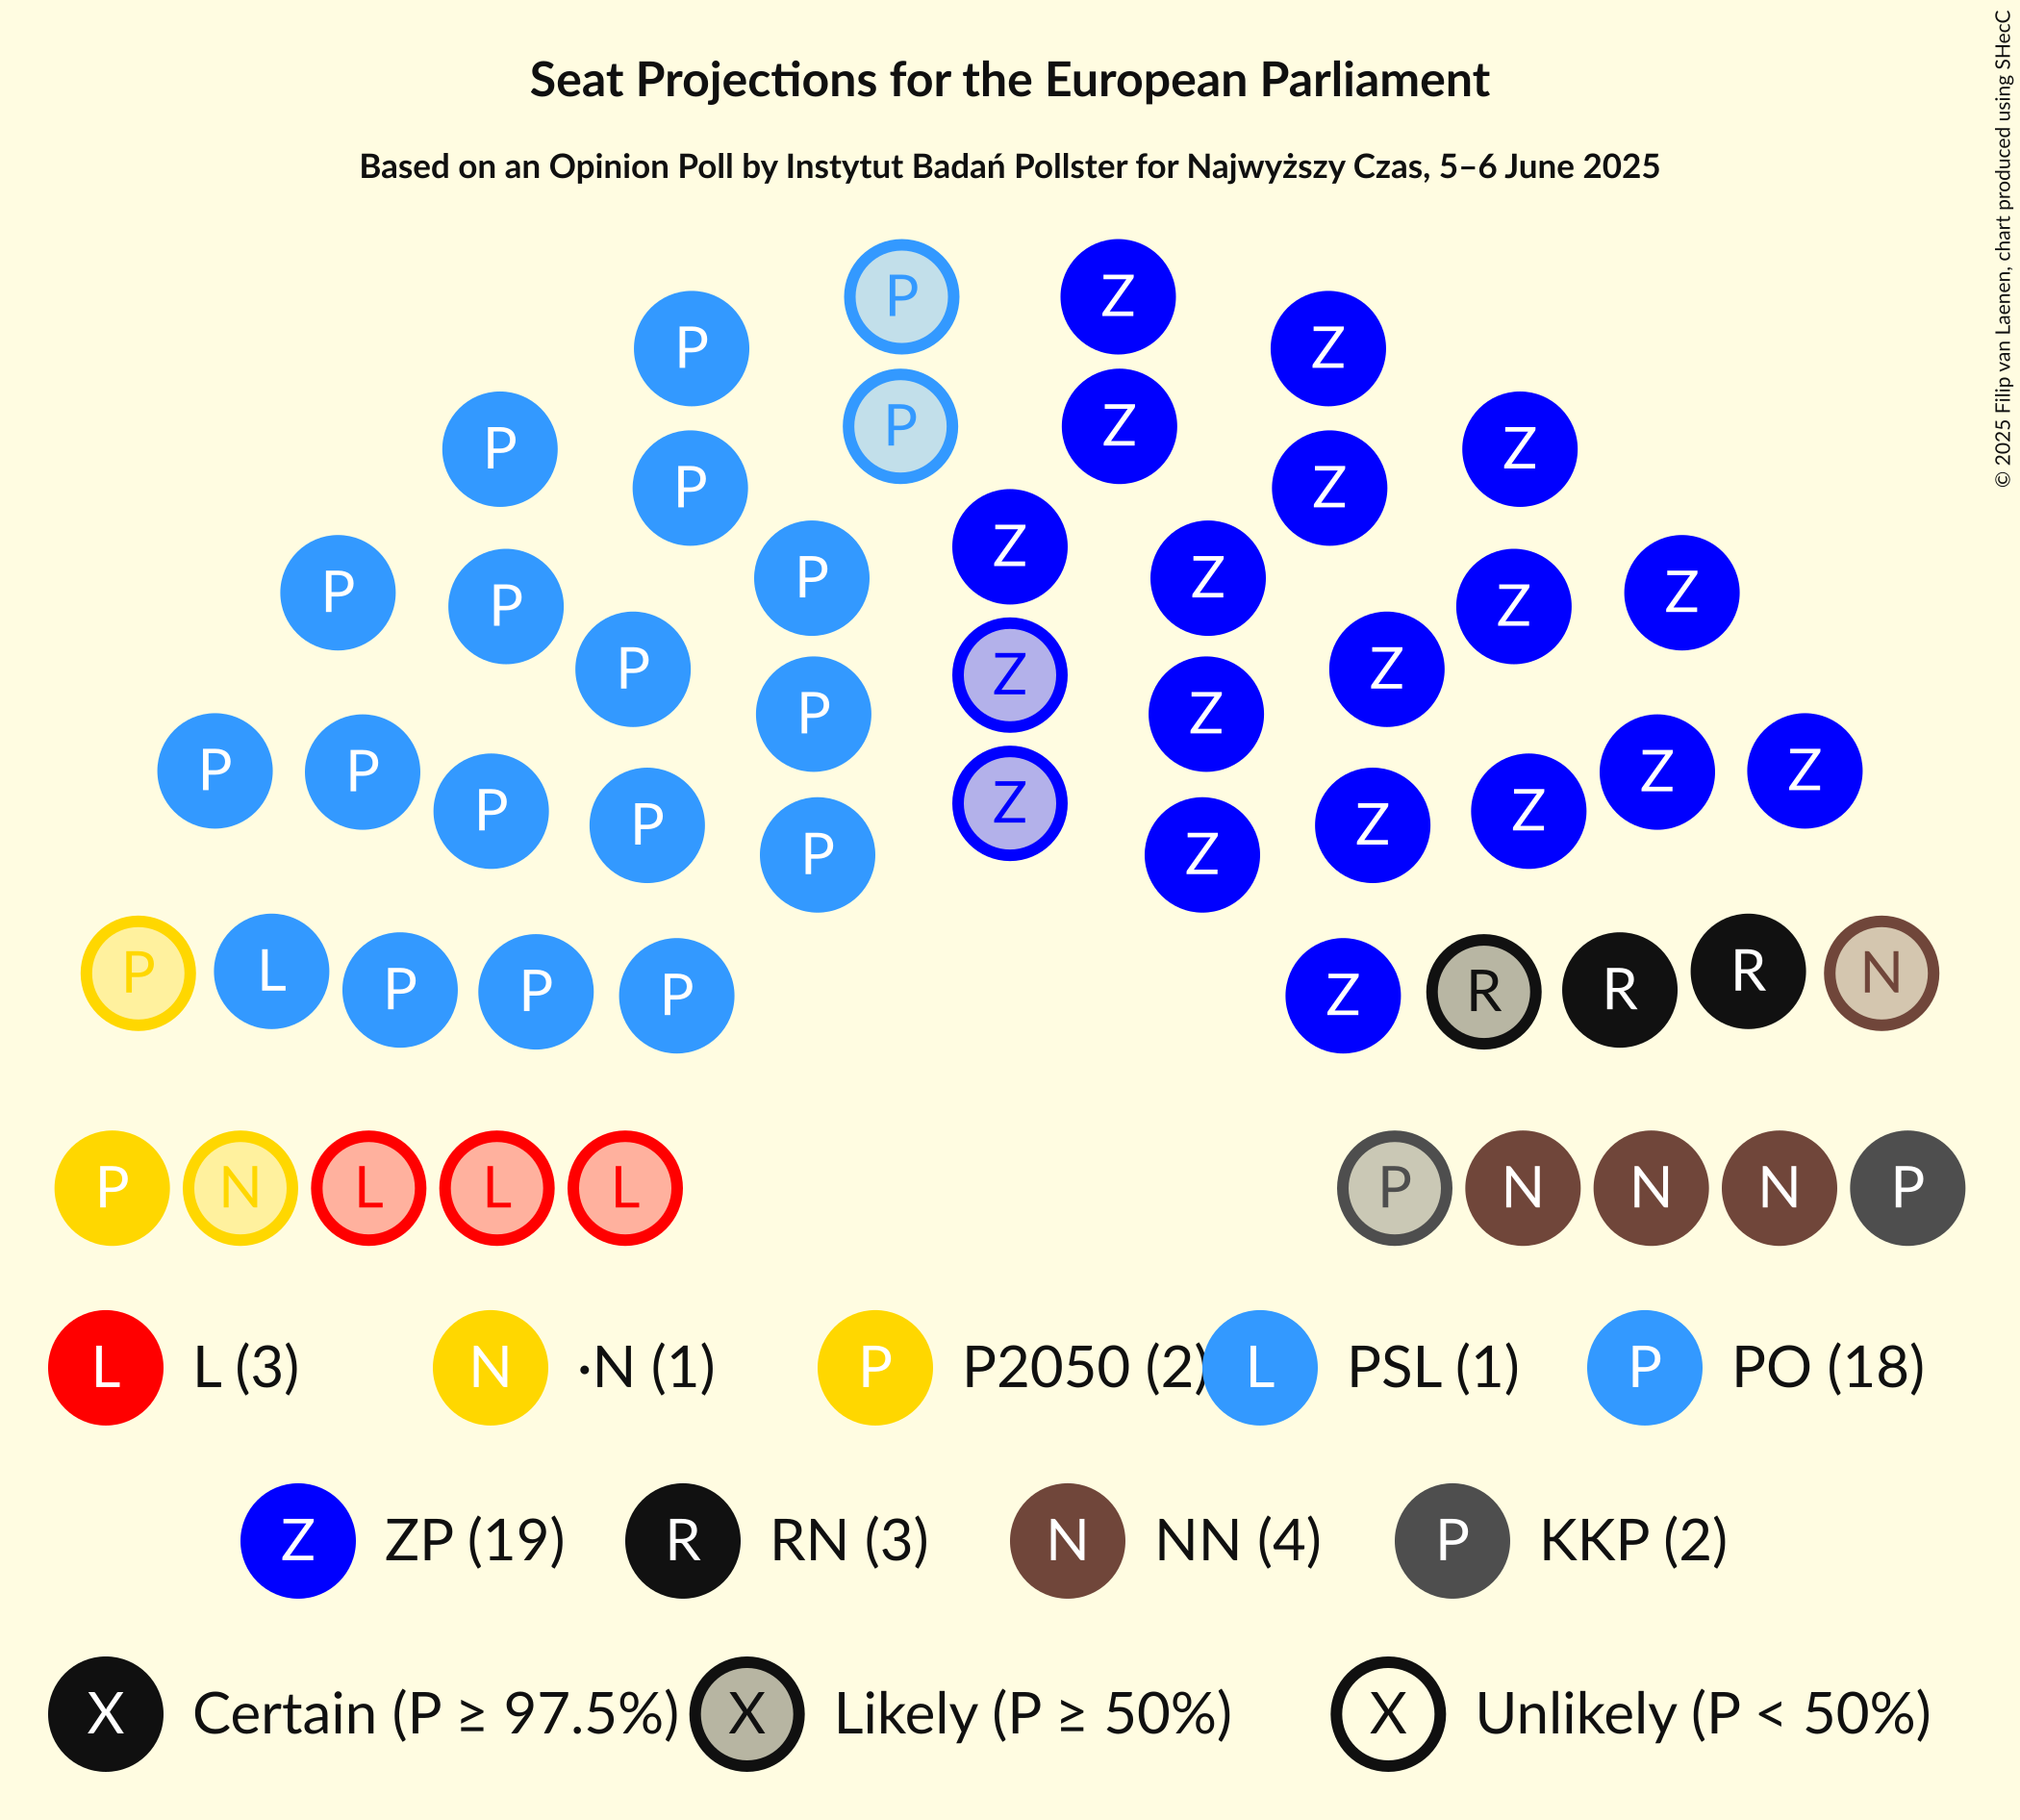 Seat Projections for the European Parliament
Based on an Opinion Poll by Instytut Badań Pollster for Najwyższy Czas, 5–6 June 2025
© 2025 Filip van Laenen, chart produced using SHecC
P Z
P Z
P Z
P Z
P Z
P Z
Z
P Z
P Z
P Z
P Z
Z
P Z
P Z
P Z
Z
P Z
P Z
P Z
P L P P P Z R R R N
P N L L L P N N N P
L L (3) N ·N (1) P P2050 (2) L PSL (1) P PO (18)
Z ZP (19) R RN (3) N NN (4) P KKP (2)
X Certain (P ≥ 97.5%) X Likely (P ≥ 50%) X Unlikely (P < 50%)